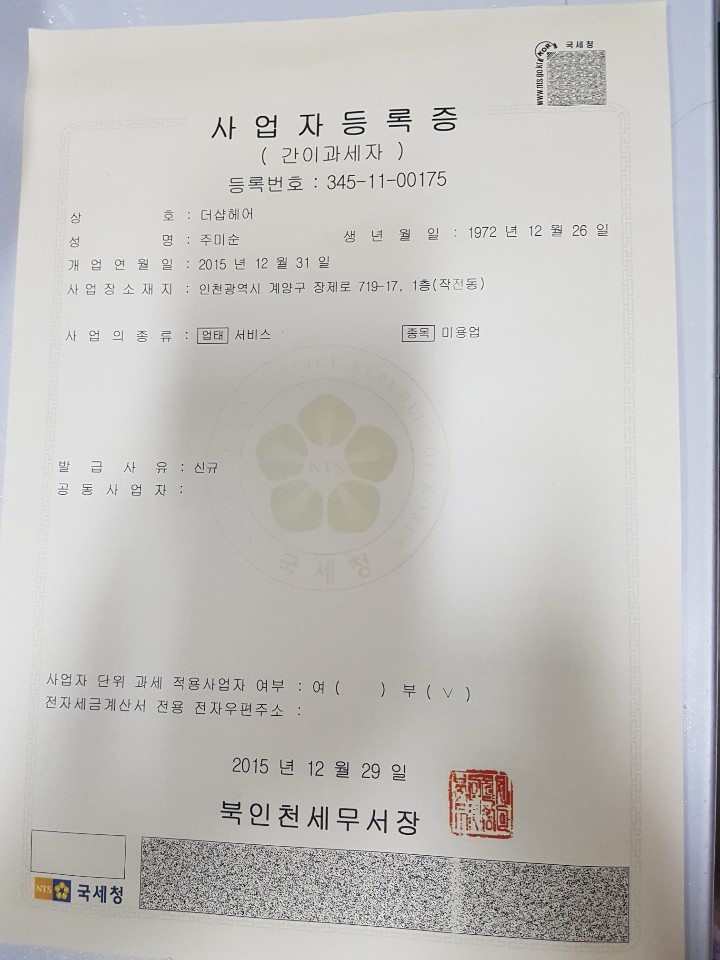 국세청
KOR
www.nts.go.kr
사업자등록증
( 간이과세자 )
등록번호 : 345-11-00175
상 호 : 더샵헤어
성 명 : 주미순 생 년 월 일 : 1972 년 12 월 26 일
개 업 연 월 일 : 2015 년 12 월 31 일
사 업 장 소 재 지 : 인천광역시 계양구 장제로 719-17, 1층(작전동)
사 업 의 종 류 : 업태 서비스 종목 미용업
NTS
국세청
발 급 사 유 : 신규
공 동 사 업 자 :
사업자 단위 과세 적용사업자 여부 : 여 ( ) 부 ( ∨ )
전자세금계산서 전용 전자우편주소 :
2015 년 12 월 29 일
북인천세무서장
NTS 국세청